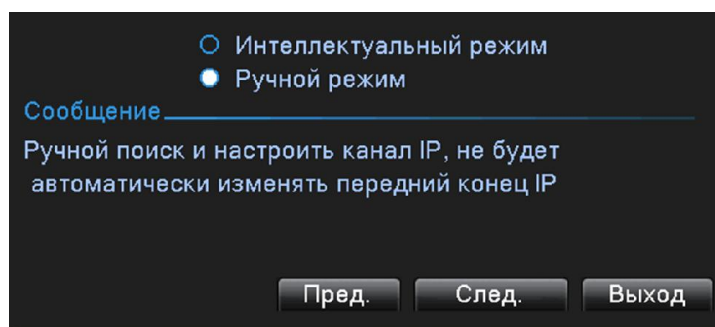 Интеллектуальный режим
Ручной режим
Сообщение
Ручной поиск и настроить канал IP, не будет
автоматически изменять передний конец IP
Пред. След. Выход